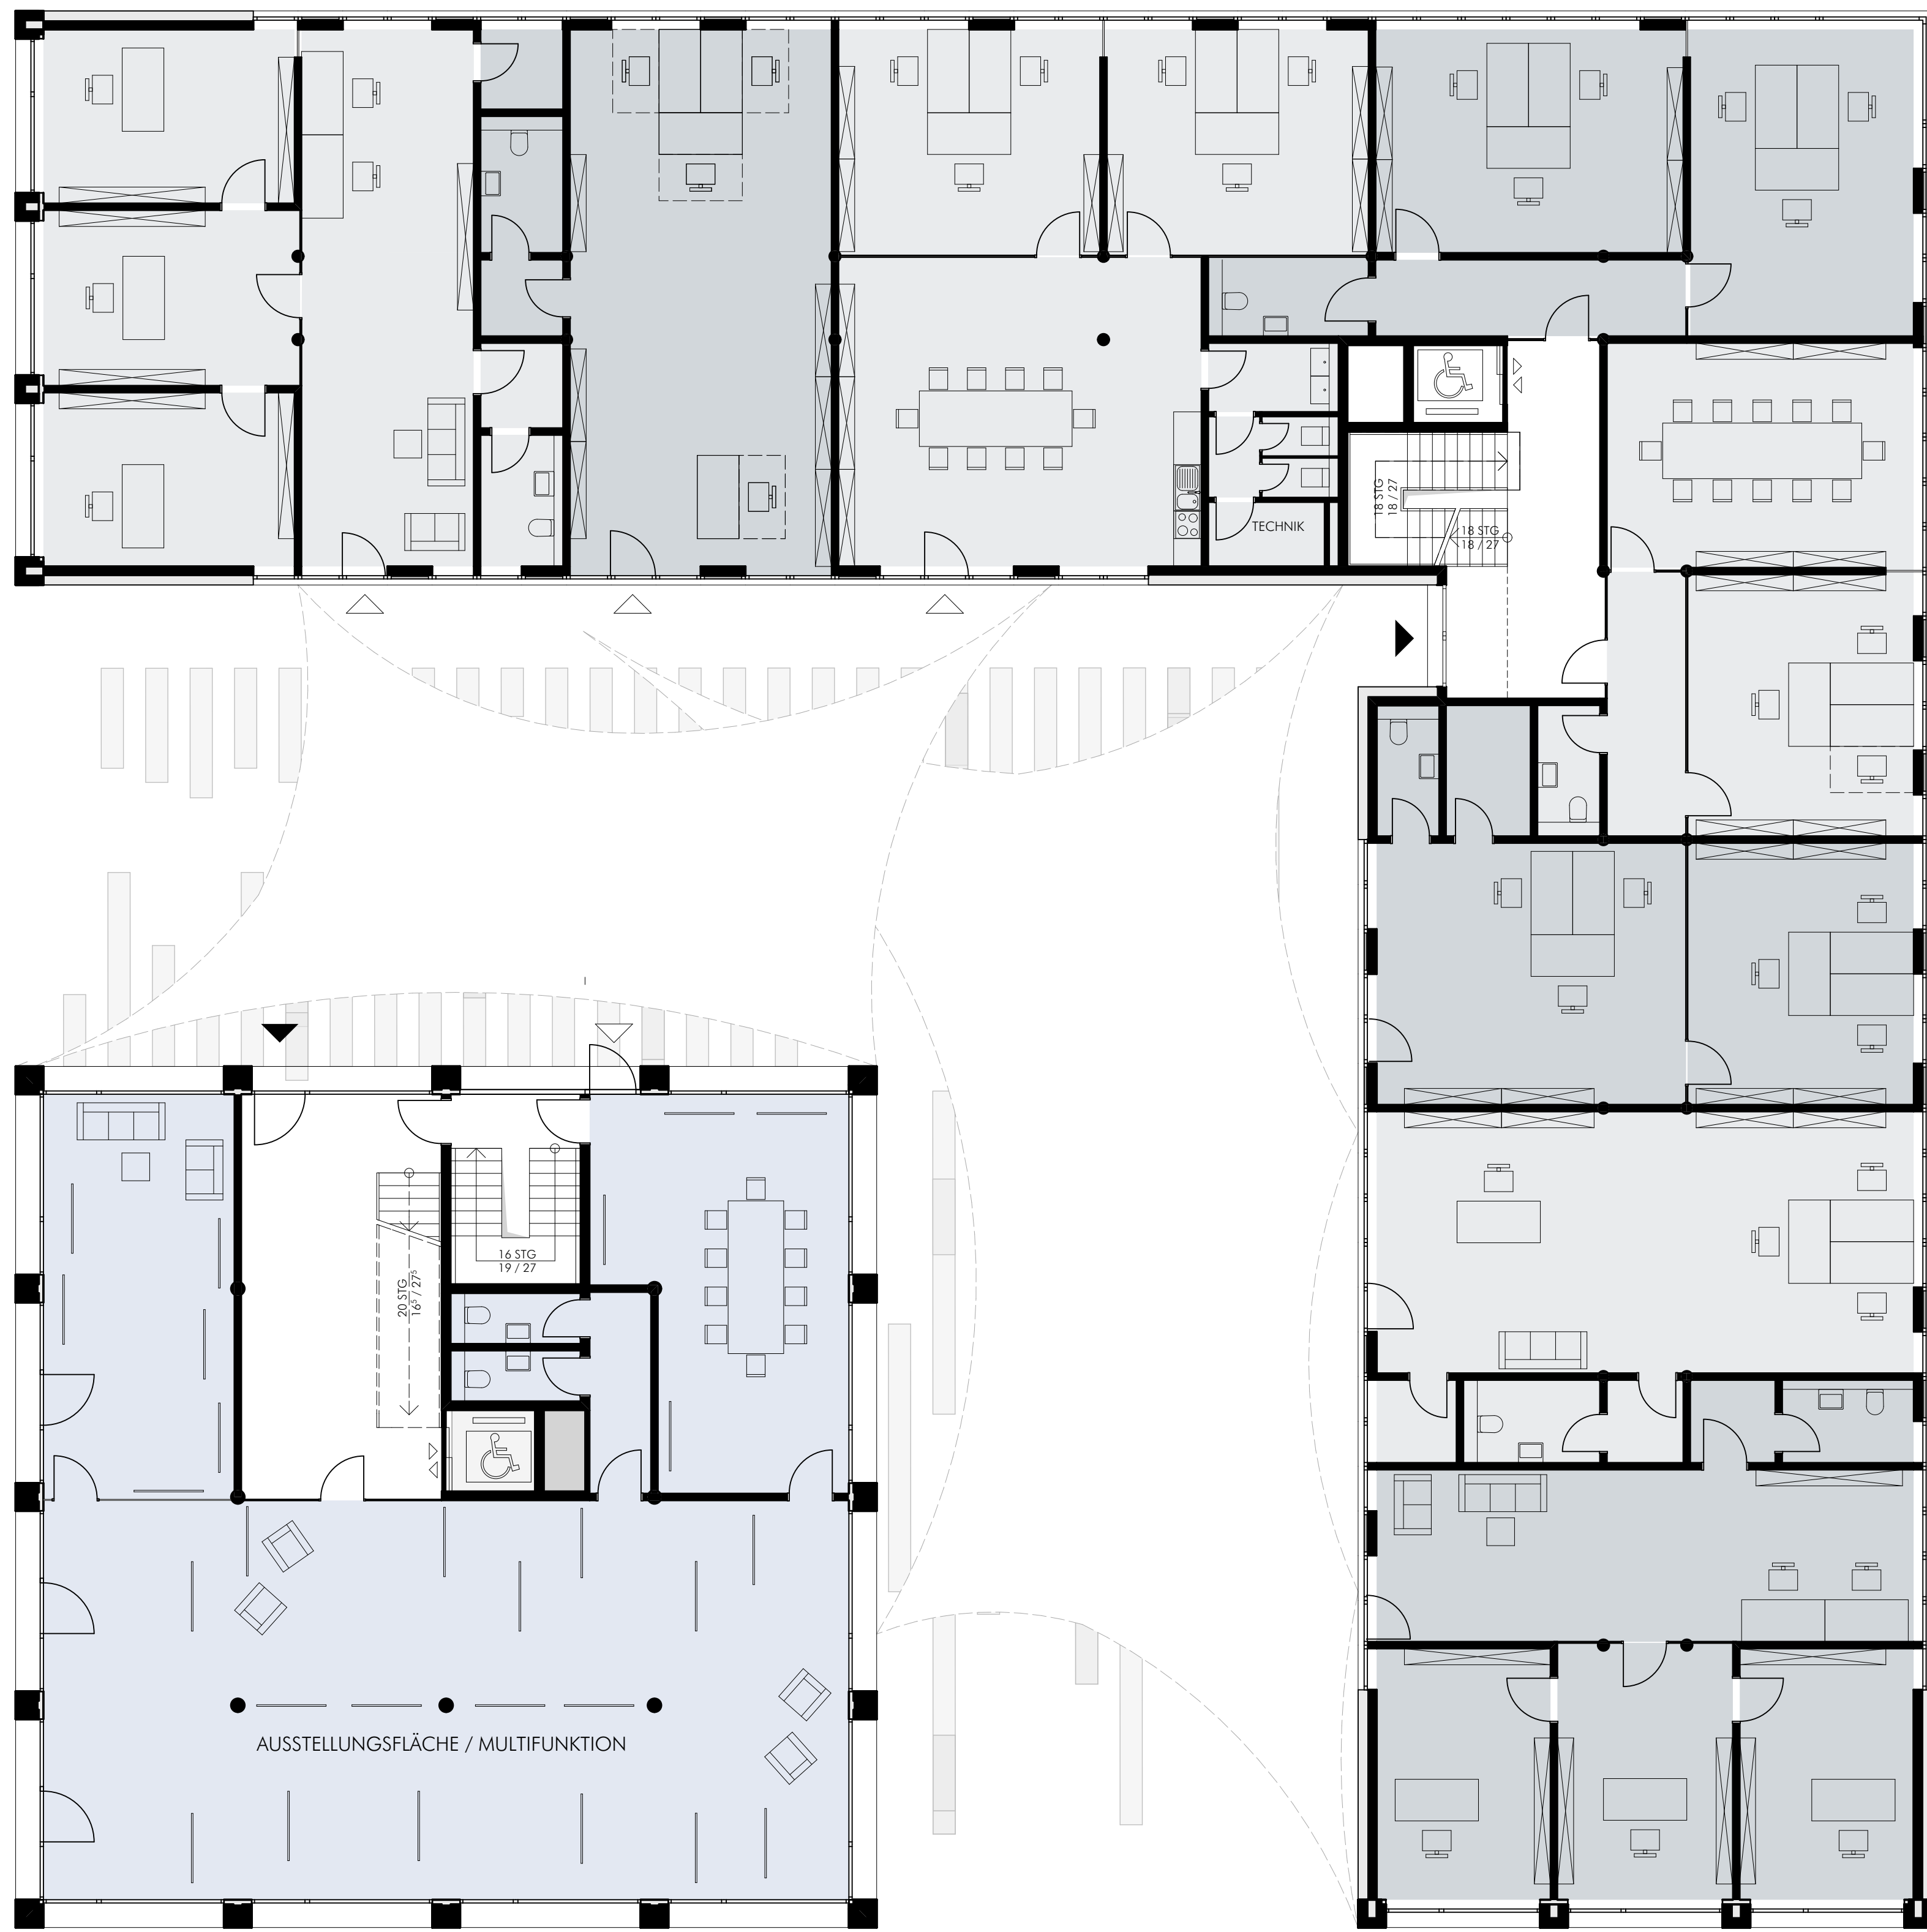 18 STG
18 / 27
18 STG
18 / 27
TECHNIK
16 STG
19 / 27
20 STG
16⁵ / 27⁵
AUSSTELLUNGSFLÄCHE / MULTIFUNKTION